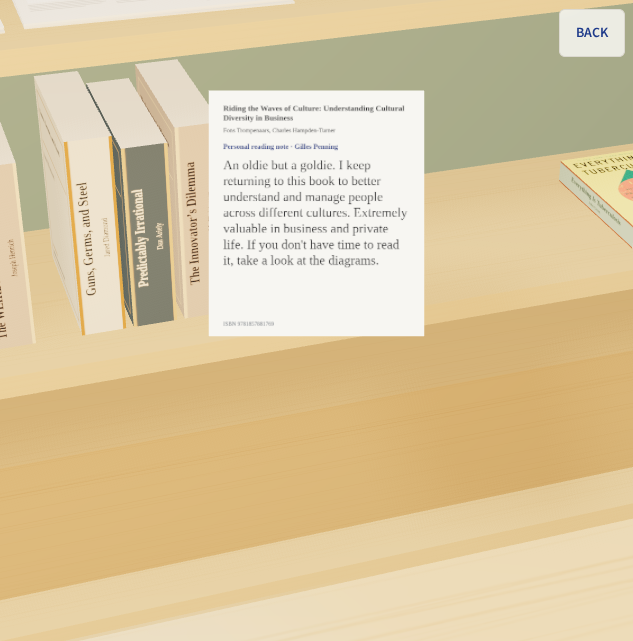 BACK
Riding the Waves of Culture: Understanding Cultural
Diversity in Business
Fons Trompenaars, Charles Hampden-Turner
Personal reading note · Gilles Penning
An oldie but a goldie. I keep
returning to this book to better
understand and manage people
across different cultures. Extremely
valuable in business and private
life. If you don't have time to read
it, take a look at the diagrams.
Guns, Germs, and Steel
Predictably Irrational
Dan Ariely
The Innovator's Dilemma
EVERYTHIN
TUBERCU